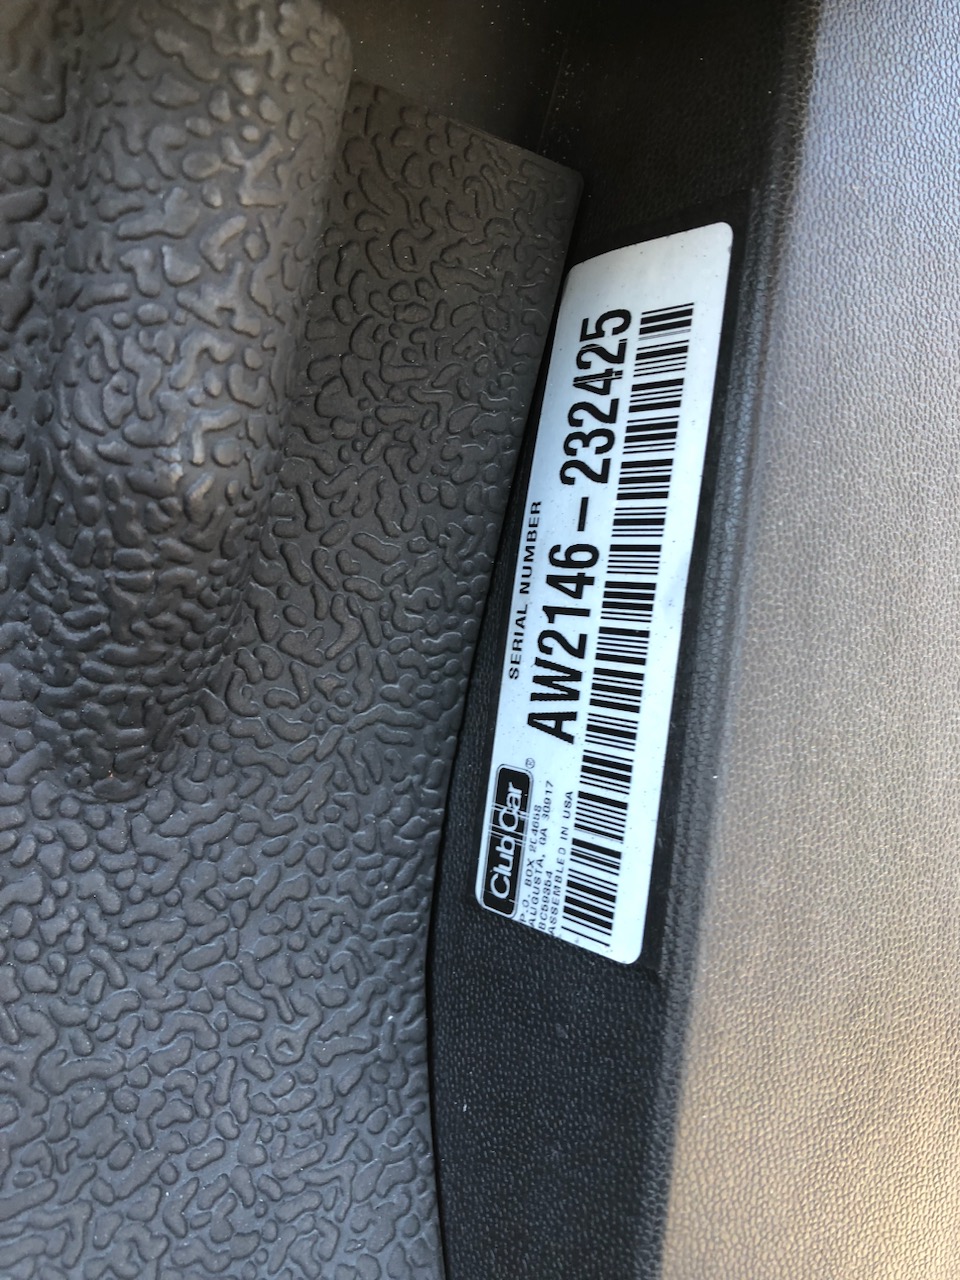 SERIAL NUMBER
AW2146-232425
Club Car®
P.O. BOX 204658
AUGUSTA, GA 30917
ASSEMBLED IN USA